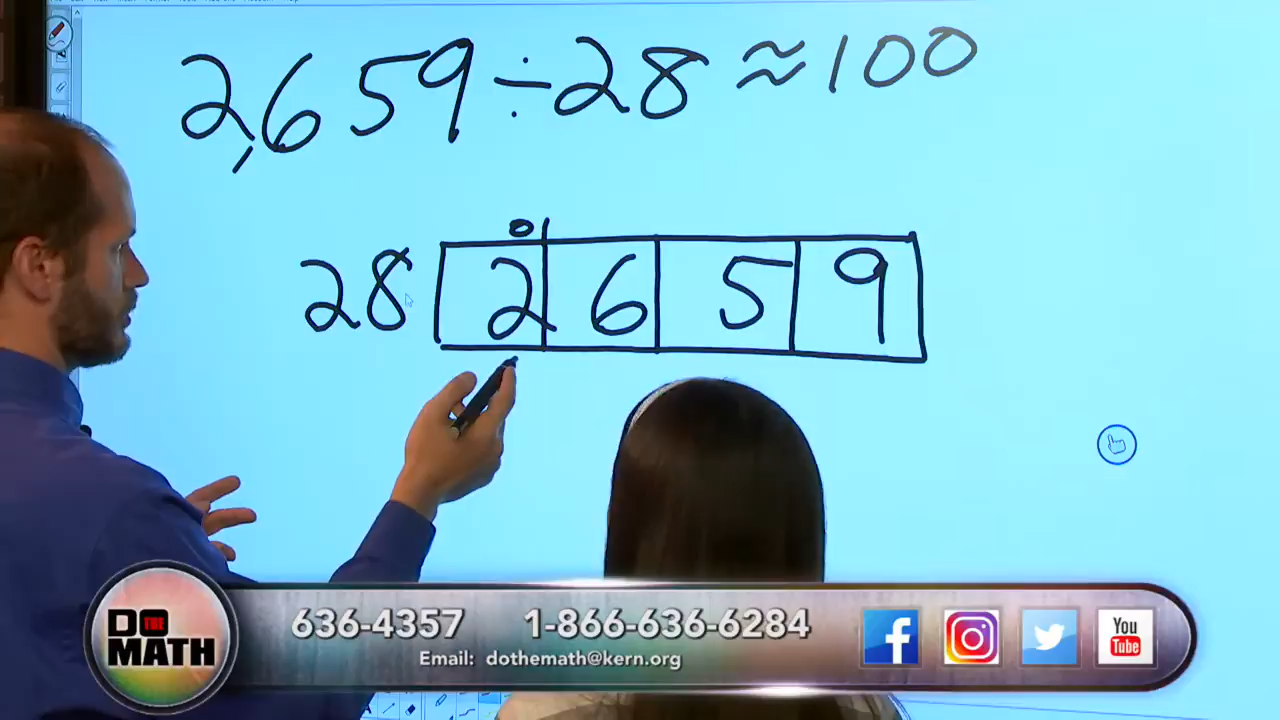 2,659 ÷ 28 ≈ 100
0
28 2 6 5 9
DO THE MATH
636-4357 1-866-636-6284
Email: dothemath@kern.org
You Tube